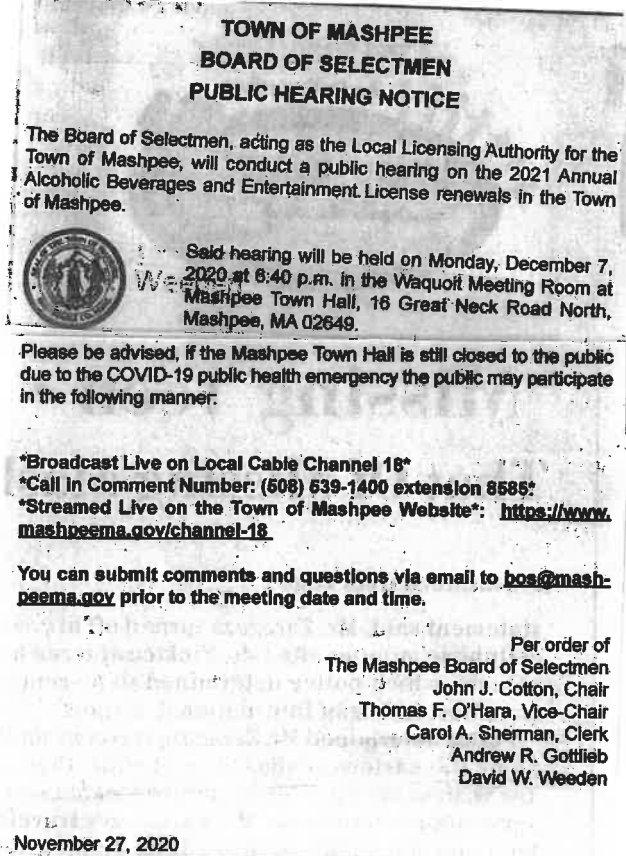 TOWN OF MASHPEE
BOARD OF SELECTMEN
PUBLIC HEARING NOTICE
The Board of Selectmen, acting as the Local Licensing Authority for the
Town of Mashpee, will conduct a public hearing on the 2021 Annual
Alcoholic Beverages and Entertainment License renewals in the Town
of Mashpee.
Said hearing will be held on Monday, December 7,
2020 at 6:40 p.m. in the Waquoit Meeting Room at
Mashpee Town Hall, 16 Great Neck Road North,
Mashpee, MA 02649.
Please be advised, if the Mashpee Town Hall is still closed to the public
due to the COVID-19 public health emergency the public may participate
in the following manner:
*Broadcast Live on Local Cable Channel 18*
*Call in Comment Number: (508) 539-1400 extension 8585*
*Streamed Live on the Town of Mashpee Website*: https://www.
mashpeema.gov/channel-18
You can submit comments and questions via email to bos@mash-
peema.gov prior to the meeting date and time.
Per order of
The Mashpee Board of Selectmen
John J. Cotton, Chair
Thomas F. O'Hara, Vice-Chair
Carol A. Sherman, Clerk
Andrew R. Gottlieb
David W. Weeden
November 27, 2020